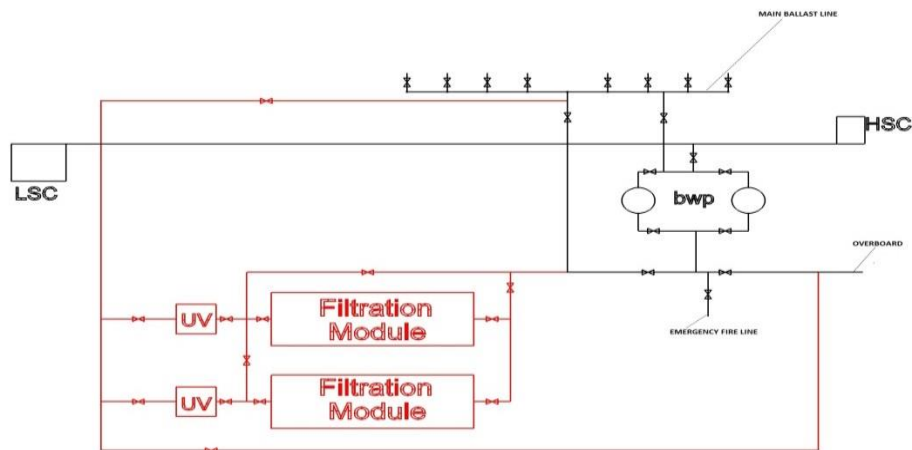 MAIN BALLAST LINE
HSC
LSC
bwp
OVERBOARD
UV
Filtration
Module
EMERGENCY FIRE LINE
UV
Filtration
Module